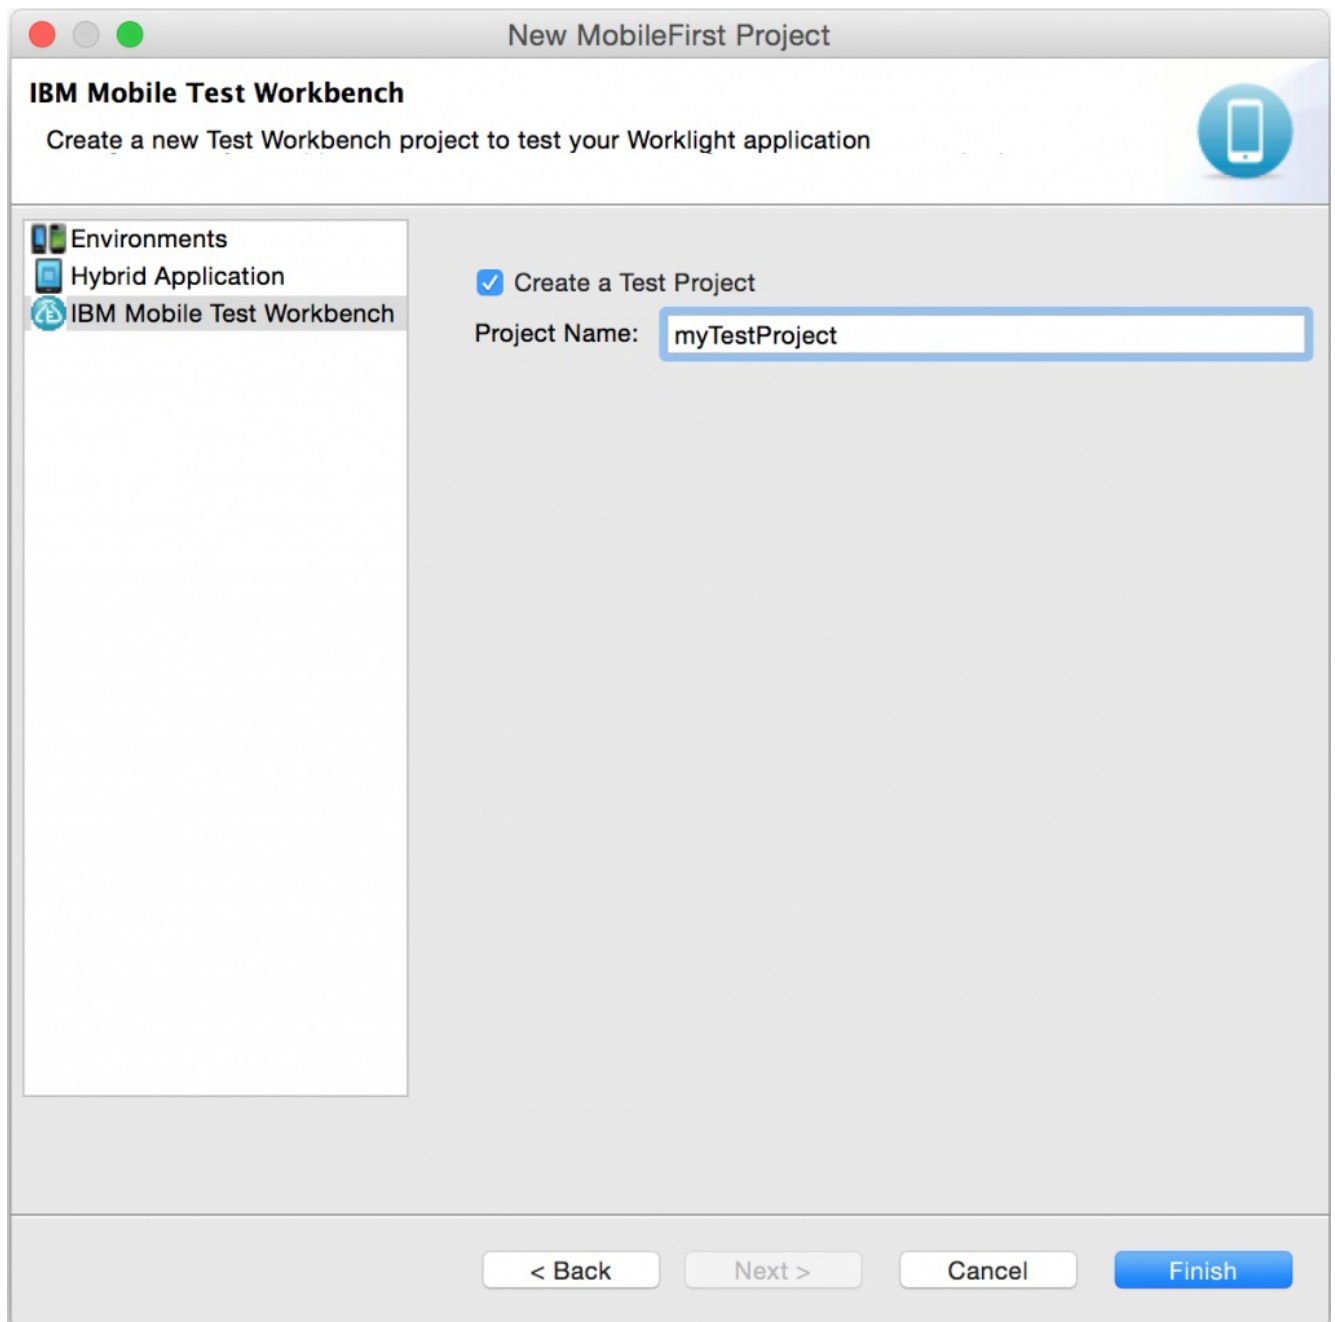 New MobileFirst Project
IBM Mobile Test Workbench
Create a new Test Workbench project to test your Worklight application
Environments
Hybrid Application
IBM Mobile Test Workbench
Create a Test Project
Project Name: myTestProject
< Back Next > Cancel Finish